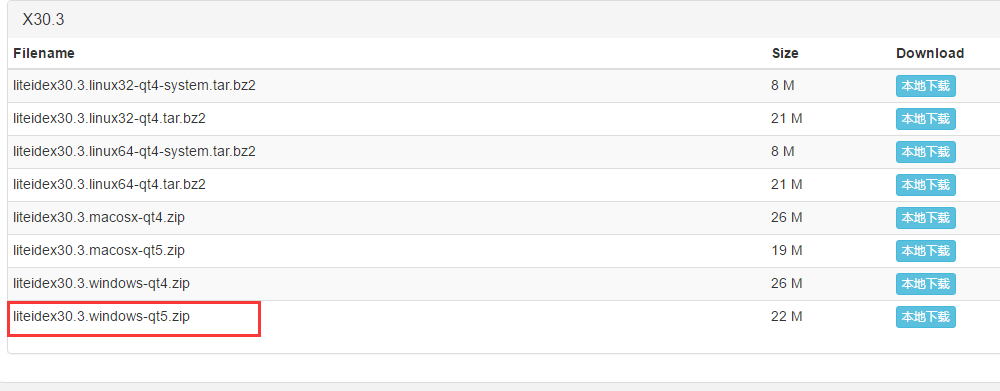 X30.3
Filename Size Download
liteidex30.3.linux32-qt4-system.tar.bz2 8 M 本地下载
liteidex30.3.linux32-qt4.tar.bz2 21 M 本地下载
liteidex30.3.linux64-qt4-system.tar.bz2 8 M 本地下载
liteidex30.3.linux64-qt4.tar.bz2 21 M 本地下载
liteidex30.3.macosx-qt4.zip 26 M 本地下载
liteidex30.3.macosx-qt5.zip 19 M 本地下载
liteidex30.3.windows-qt4.zip 26 M 本地下载
liteidex30.3.windows-qt5.zip 22 M 本地下载